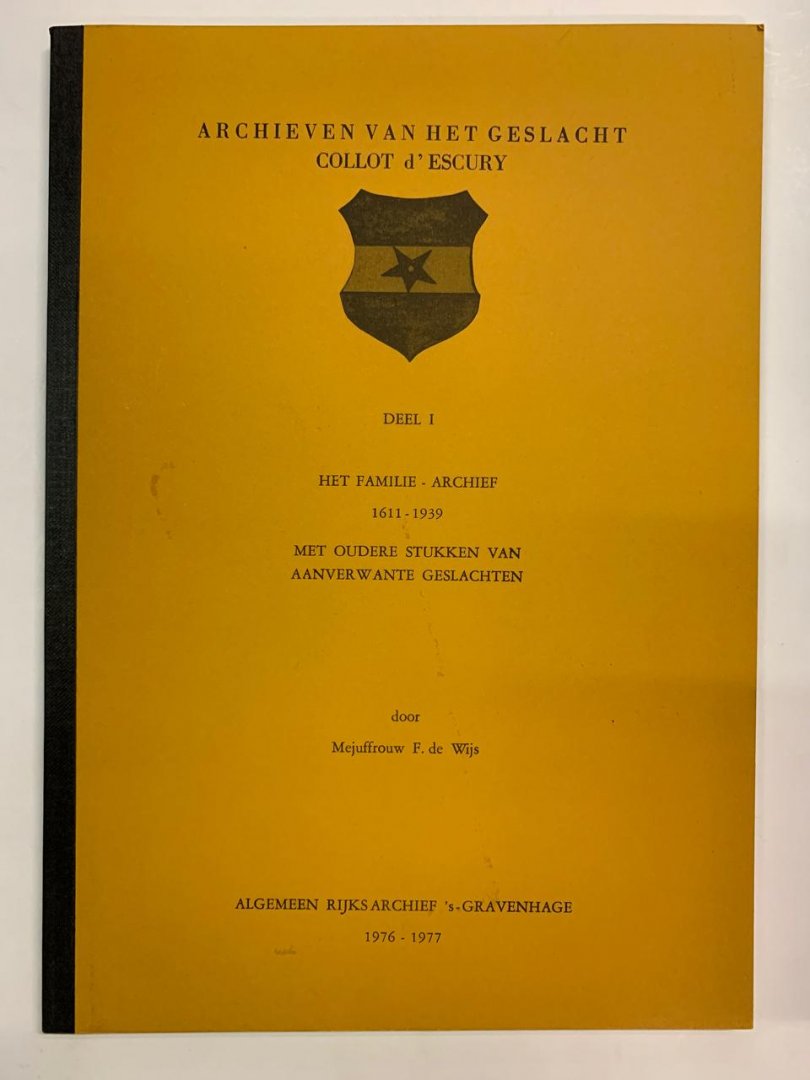 ARCHIEVEN VAN HET GESLACHT
COLLOT d'ESCURY
DEEL I
HET FAMILIE - ARCHIEF
1611 - 1939
MET OUDERE STUKKEN VAN
AANVERWANTE GESLACHTEN
door
Mejuffrouw F. de Wijs
ALGEMEEN RIJKSARCHIEF 's-GRAVENHAGE
1976 - 1977